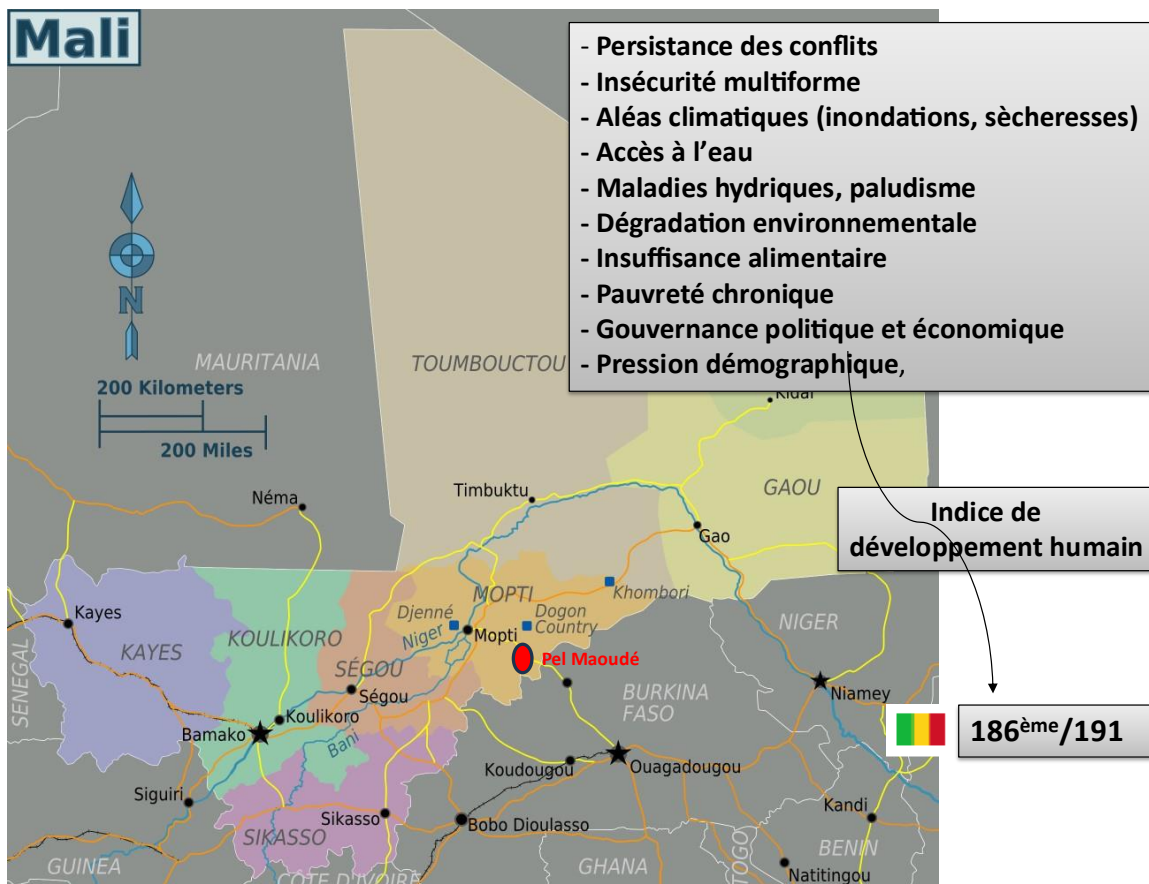 Mali
- Persistance des conflits
- Insécurité multiforme
- Aléas climatiques (inondations, sècheresses)
- Accès à l’eau
- Maladies hydriques, paludisme
- Dégradation environnementale
- Insuffisance alimentaire
- Pauvreté chronique
- Gouvernance politique et économique
- Pression démographique,
N
MAURITANIA
TOUMBOUCTOU
200 Kilometers
200 Miles
Kidal
Néma
Timbuktu
GAOU
Gao
Indice de
développement humain
Khombori
MOPTI
Djenné
Dogon
Country
Niger
Mopti
NIGER
Kayes
KAYES
KOULIKORO
SÉGOU
Pel Maoudé
SENEGAL
Ségou
BURKINA
FASO
Niamey
Koulikoro
Bamako
Bani
186ème/191
Koudougou
Ouagadougou
Siguiri
Sikasso
SIKASSO
Bobo Dioulasso
Kandi
GUINEA
CÔTE D'IVOIRE
GHANA
TOGO
BENIN
Natitingou